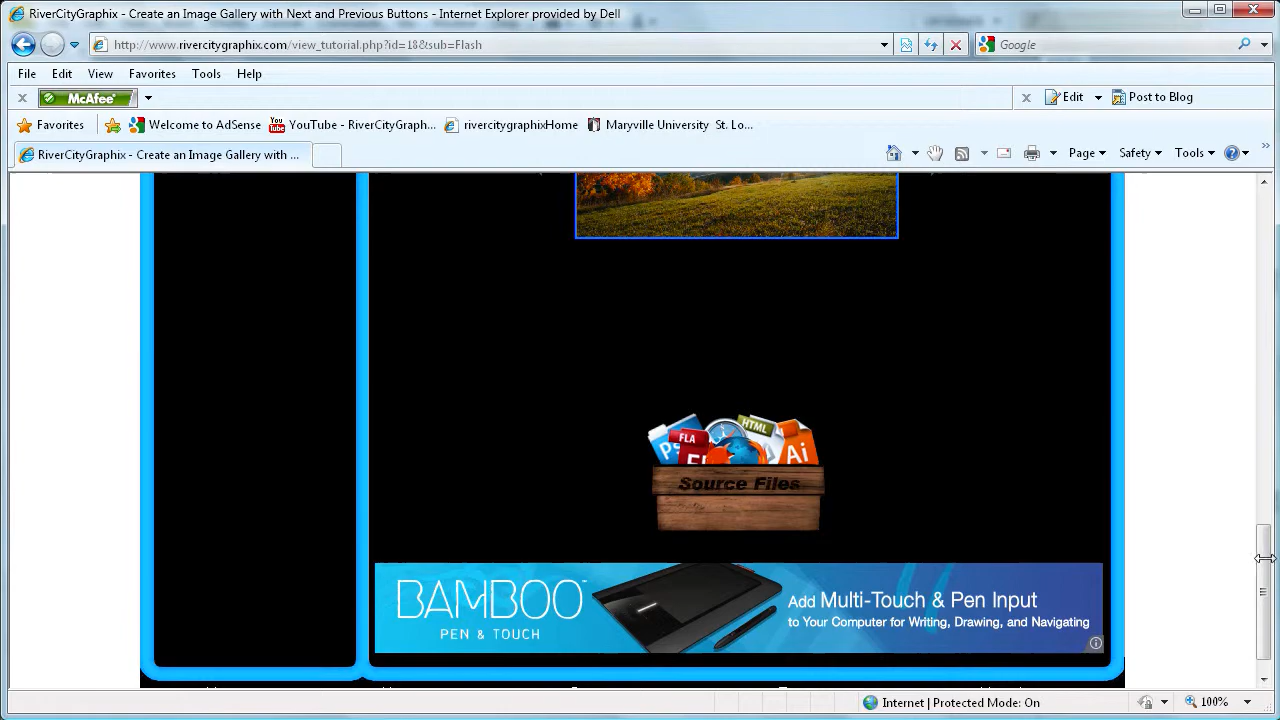 RiverCityGraphix - Create an Image Gallery with Next and Previous Buttons - Internet Explorer provided by Dell
http://www.rivercitygraphix.com/view_tutorial.php?id=18&sub=Flash
Google
File Edit View Favorites Tools Help
McAfee
Edit Post to Blog
Favorites Welcome to AdSense YouTube - RiverCityGraph... rivercitygraphixHome Maryville University St. Lo...
RiverCityGraphix - Create an Image Gallery with ...
Page Safety Tools
HTML
FLA
Ps
Fl
Ai
Source Files
BAMBOO
PEN & TOUCH
Add Multi-Touch & Pen Input
to Your Computer for Writing, Drawing, and Navigating
Internet | Protected Mode: On 100%